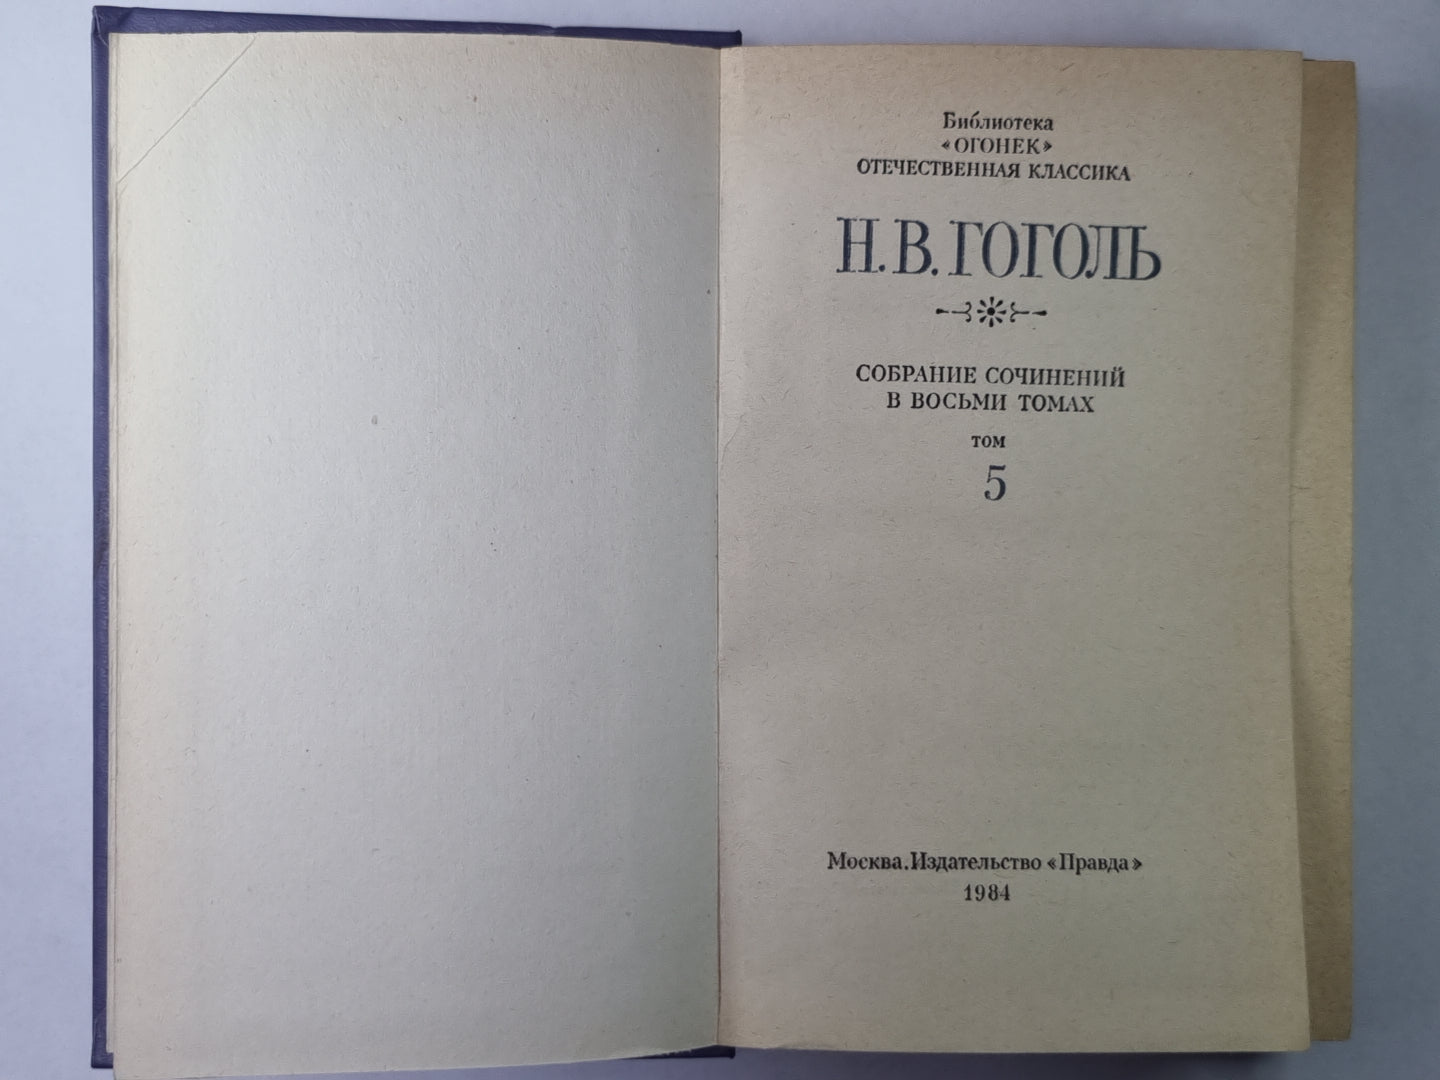 Библиотека
«ОГОНЕК»
ОТЕЧЕСТВЕННАЯ КЛАССИКА
Н.В.ГОГОЛЬ
СОБРАНИЕ СОЧИНЕНИЙ
В ВОСЬМИ ТОМАХ
ТОМ
5
Москва.Издательство «Правда»
1984